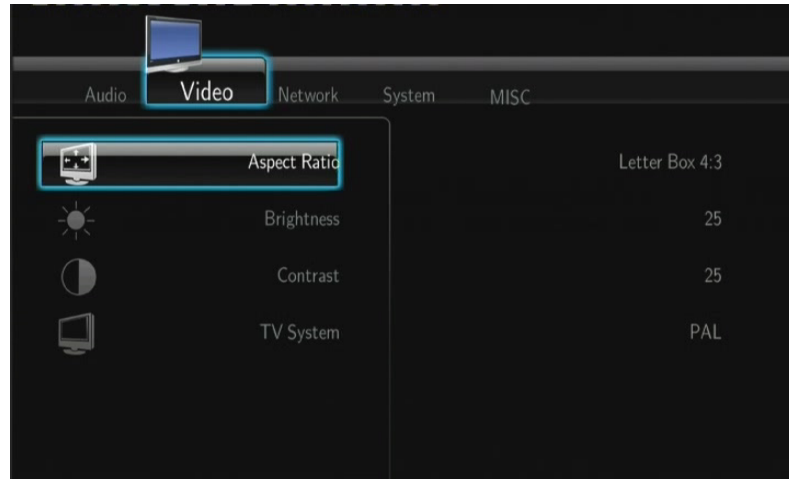 Audio Video Network System MISC
Aspect Ratio Letter Box 4:3
Brightness 25
Contrast 25
TV System PAL